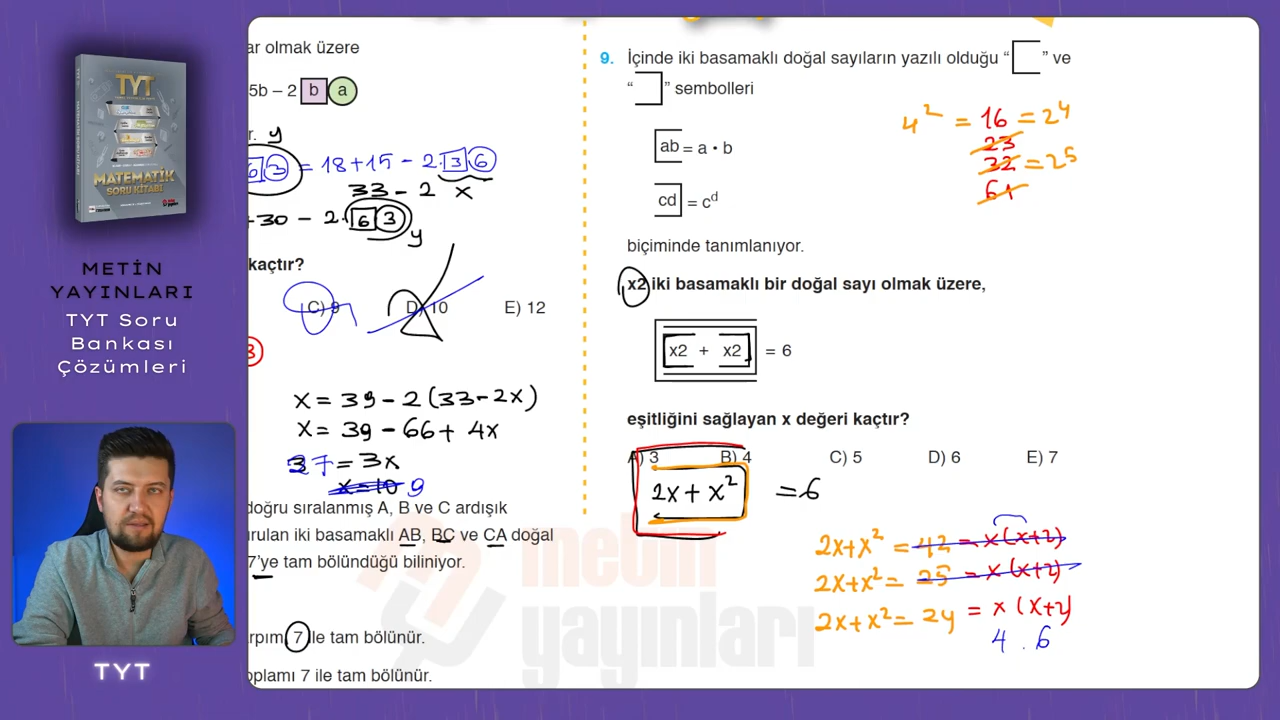 TYT
MATEMATİK
SORU KİTABI
METİN
YAYINLARI
TYT Soru
Bankası
Çözümleri
TYT
ar olmak üzere
5b – 2 b a
r. y
6 3 = 18 + 15 − 2· 3 6
33 − 2 x
+30 − 2· 6 3
y
kaçtır?
C) 9 D) 10 E) 12
x = 39 − 2 (33 − 2x)
x = 39 − 66 + 4x
27 = 3x
x = 10 9
doğru sıralanmış A, B ve C ardışık
urulan iki basamaklı AB, BC ve CA doğal
7’ye tam bölündüğü biliniyor.
arpım, 7 ile tam bölünür.
oplamı 7 ile tam bölünür.
9. İçinde iki basamaklı doğal sayıların yazılı olduğu “ ” ve
“ ” sembolleri
ab = a • b
cd = c^d
biçiminde tanımlanıyor.
x2 iki basamaklı bir doğal sayı olmak üzere,
x2 + x2 = 6
eşitliğini sağlayan x değeri kaçtır?
A) 3 B) 4 C) 5 D) 6 E) 7
4² = 16 = 2⁴
23
32 = 2⁵
61
2x + x² = 6
2x + x² = 42 = x (x+2)
2x + x² = 25 = x (x+2)
2x + x² = 24 = x (x+2)
4 . 6
metin
yayınları